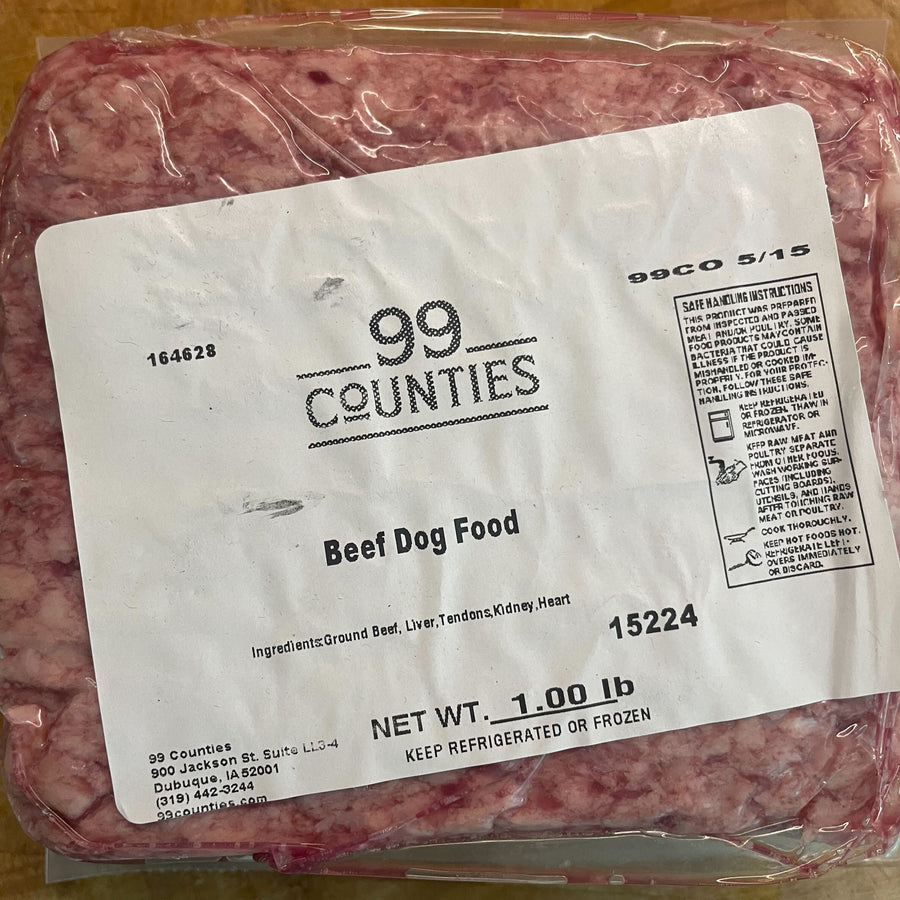 99CO 5/15
164628
99
COUNTIES
SAFE HANDLING INSTRUCTIONS
THIS PRODUCT WAS PREPARED
FROM INSPECTED AND PASSED
MEAT AND/OR POULTRY. SOME
FOOD PRODUCTS MAY CONTAIN
BACTERIA THAT COULD CAUSE
ILLNESS IF THE PRODUCT IS
MISHANDLED OR COOKED IM-
PROPERLY. FOR YOUR PROTEC-
TION, FOLLOW THESE SAFE
HANDLING INSTRUCTIONS.
KEEP REFRIGERATED
OR FROZEN. THAW IN
REFRIGERATOR OR
MICROWAVE.
KEEP RAW MEAT AND
POULTRY SEPARATE
FROM OTHER FOODS.
WASH WORKING SUR-
FACES (INCLUDING
CUTTING BOARDS),
UTENSILS, AND HANDS
AFTER TOUCHING RAW
MEAT OR POULTRY.
COOK THOROUGHLY.
KEEP HOT FOODS HOT.
REFRIGERATE LEFT-
OVERS IMMEDIATELY
OR DISCARD.
Beef Dog Food
Ingredients:Ground Beef, Liver,Tendons,Kidney,Heart
15224
NET WT. 1.00 lb
KEEP REFRIGERATED OR FROZEN
99 Counties
900 Jackson St. Suite
Dubuque, IA 52001
(319) 442-3244
99counties.com